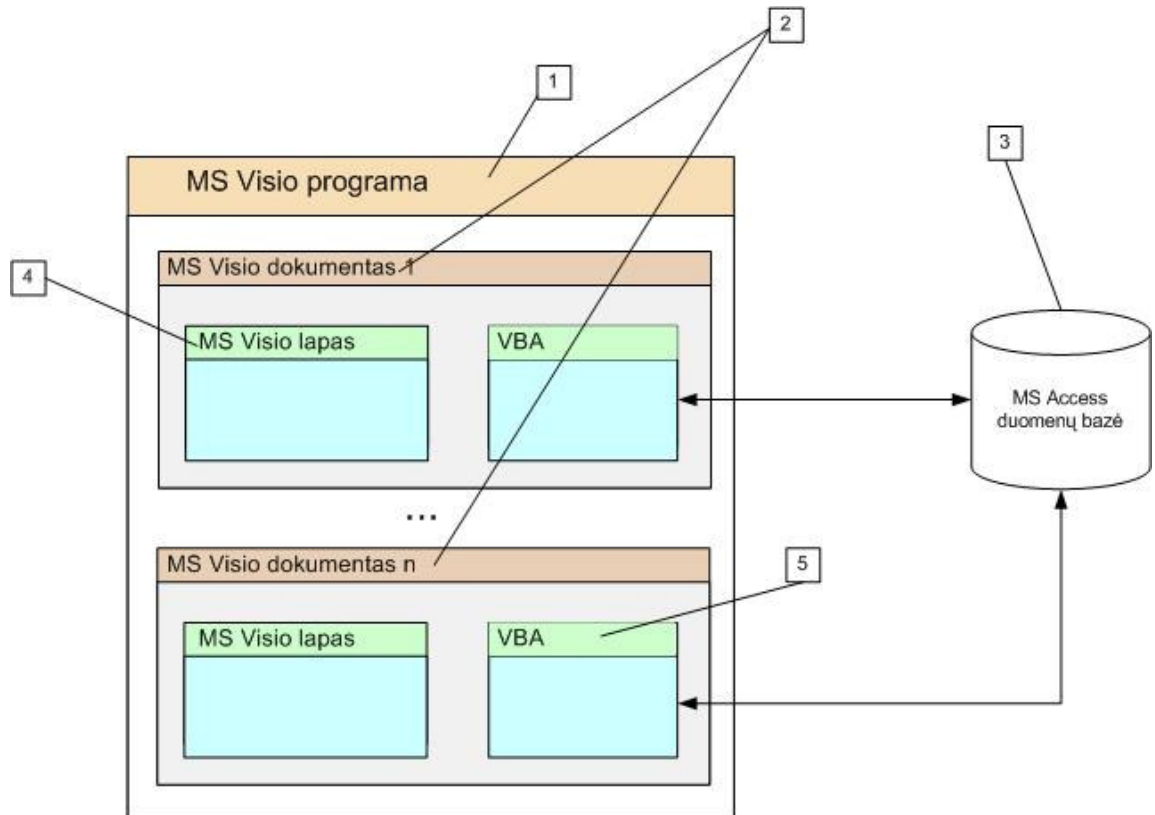 2
1
3
MS Visio programa
4
MS Visio dokumentas 1
MS Visio lapas
VBA
MS Access
duomenų bazė
...
MS Visio dokumentas n
5
MS Visio lapas
VBA